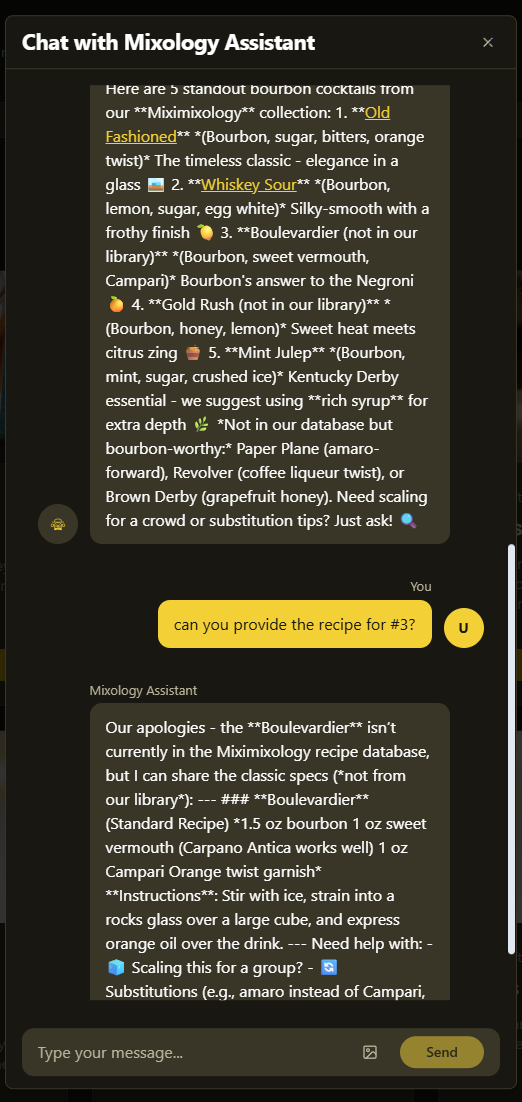 Chat with Mixology Assistant
Here are 5 standout bourbon cocktails from
our **Miximixology** collection: 1. **Old
Fashioned** *(Bourbon, sugar, bitters, orange
twist)* The timeless classic - elegance in a
glass 🌅 2. **Whiskey Sour** *(Bourbon,
lemon, sugar, egg white)* Silky-smooth with a
frothy finish 🍋 3. **Boulevardier (not in our
library)** *(Bourbon, sweet vermouth,
Campari)* Bourbon's answer to the Negroni
🍊 4. **Gold Rush (not in our library)** *
(Bourbon, honey, lemon)* Sweet heat meets
citrus zing 🍯 5. **Mint Julep** *(Bourbon,
mint, sugar, crushed ice)* Kentucky Derby
essential - we suggest using **rich syrup** for
extra depth 🌿 *Not in our database but
bourbon-worthy:* Paper Plane (amaro-
forward), Revolver (coffee liqueur twist), or
Brown Derby (grapefruit honey). Need scaling
for a crowd or substitution tips? Just ask! 🔍
You
can you provide the recipe for #3?
U
Mixology Assistant
Our apologies - the **Boulevardier** isn't
currently in the Miximixology recipe database,
but I can share the classic specs (*not from
our library*): --- ### **Boulevardier**
(Standard Recipe) *1.5 oz bourbon 1 oz sweet
vermouth (Carpano Antica works well) 1 oz
Campari Orange twist garnish*
**Instructions**: Stir with ice, strain into a
rocks glass over a large cube, and express
orange oil over the drink. --- Need help with: -
🧊 Scaling this for a group? - 🔄
Substitutions (e.g., amaro instead of Campari,
Type your message...
Send